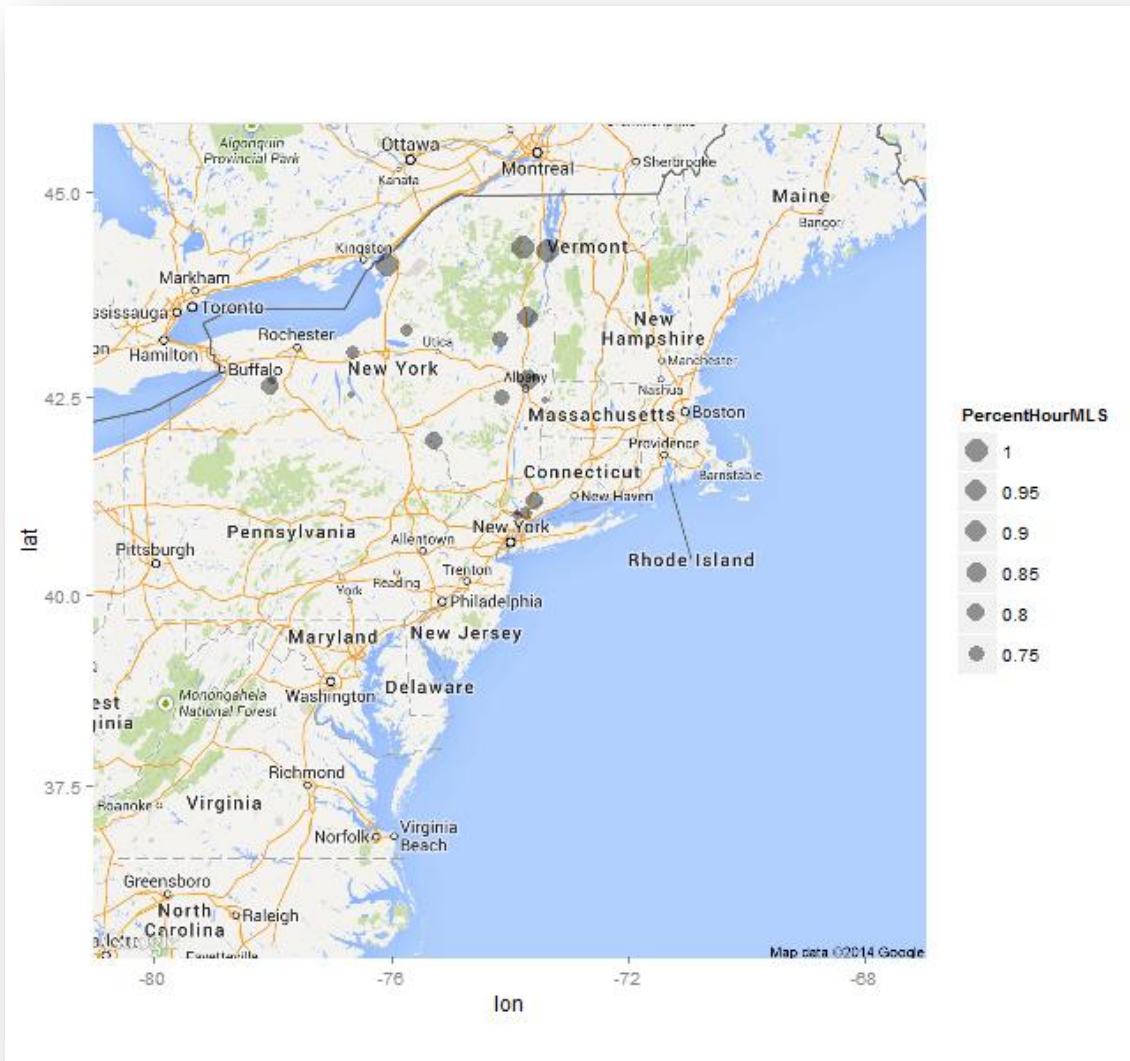 Algonquin
Provincial Park
Ottawa
Kanata
Montreal
Sherbrooke
45.0
Maine
Bangor
Kingston
Vermont
Markham
Toronto
ssissauga
Rochester
New
Hampshire
Hamilton
on
Utica
Manchester
Buffalo
New York
Albany
Nashua
42.5
Massachusetts
Boston
Providence
Connecticut
Barnstable
New Haven
PercentHourMLS
1
0.95
0.9
0.85
0.8
0.75
lat
Pennsylvania
New York
Allentown
Pittsburgh
Rhode Island
Trenton
Reading
York
40.0
Philadelphia
Maryland
New Jersey
Washington
Delaware
Monongahela
National Forest
est
ginia
Richmond
37.5
Roanoke
Virginia
Norfolk
Virginia
Beach
Greensboro
North
Carolina
Raleigh
Fayetteville
Map data ©2014 Google
-80
-76
-72
-68
lon